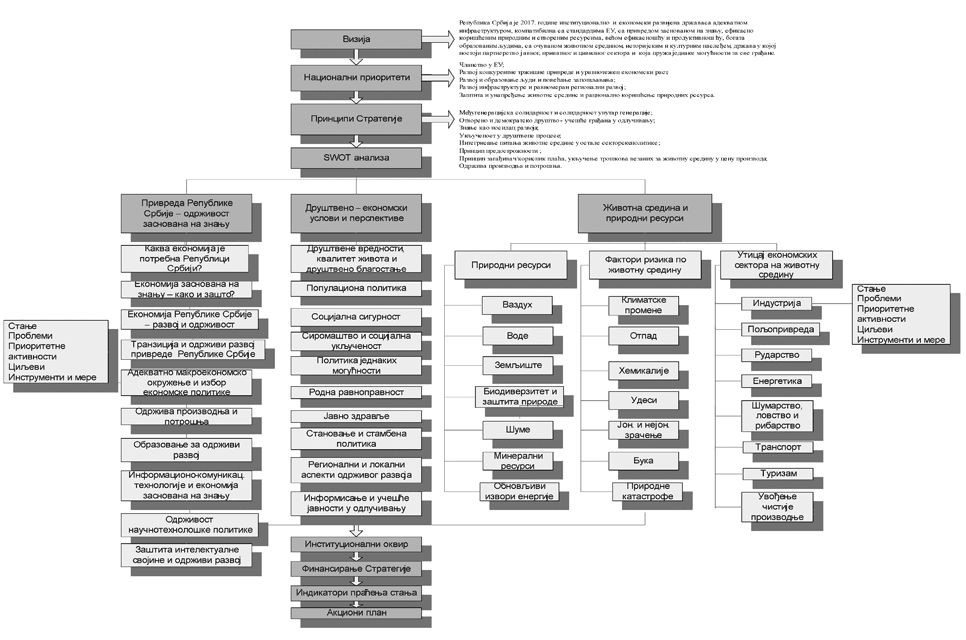 Визија
Република Србија је 2017. године институционално и економски развијена држава са адекватном
инфраструктуром, компатибилна са стандардима ЕУ, са привредом заснованом на знању, ефикасно
коришћеним природним и створеним ресурсима, већом ефикасношћу и продуктивношћу, богата
образованим људима, са очуваном животном средином, историјским и културним наслеђем, држава у којој
постоји партнерство јавног, приватног и цивилног сектора и која пружа једнаке могућности за све грађане.
Национални приоритети
Чланство у ЕУ;
Развој конкурентне тржишне привреде и уравнотежен економски раст;
Развој и образовање људи и повећање запошљавања;
Развој инфраструктуре и равномеран регионални развој;
Заштита и унапређење животне средине и рационално коришћење природних ресурса.
Принципи Стратегије
Међугенерацијска солидарност и солидарност унутар генерације;
Отворено и демократско друштво - учешће грађана у одлучивању;
Знање као носилац развоја;
Укљученост у друштвене процесе;
Интегрисање питања животне средине у остале секторске политике;
Принцип предострожности ;
Принцип загађивач/корисник плаћа, укључење трошкова везаних за животну средину у цену производа;
Одржива производња и потрошња.
SWOT анализа
Привреда Републике
Србије – одрживост
заснована на знању
Каква економија је
потребна Републици
Србији?
Економија заснована на
знању – како и зашто?
Економија Републике Србије
– развој и одрживост
Транзиција и одрживи развој
привреде Републике Србије
Адекватно макроекономско
окружење и избор
економске политике
Одржива производња и
потрошња
Образовање за одрживи
развој
Информационо-комуникац.
технологије и економија
заснована на знању
Одрживост
научнотехнолошке политике
Заштита интелектуалне
својине и одрживи развој
Стање
Проблеми
Приоритетне
активности
Циљеви
Инструменти и мере
Друштвено – економски
услови и перспективе
Друштвене вредности,
квалитет живота и
друштвено благостање
Популациона политика
Социјална сигурност
Сиромаштво и социјална
укљученост
Политика једнаких
могућности
Родна равноправност
Јавно здравље
Становање и стамбена
политика
Регионални и локални
аспекти одрживог развоја
Информисање и учешће
јавности у одлучивању
Животна средина и
природни ресурси
Природни ресурси
Ваздух
Воде
Земљиште
Биодиверзитет и
заштита природе
Шуме
Минерални
ресурси
Обновљиви
извори енергије
Фактори ризика по
животну средину
Климатске
промене
Отпад
Хемикалије
Удеси
Јон. и нејон.
зрачење
Бука
Природне
катастрофе
Утицај економских
сектора на животну
средину
Индустрија
Пољопривреда
Рударство
Енергетика
Шумарство,
ловство и
рибарство
Транспорт
Туризам
Увођење
чистије
производње
Стање
Проблеми
Приоритетне
активности
Циљеви
Инструменти и мере
Институционални оквир
Финансирање Стратегије
Индикатори праћења стања
Акциони план